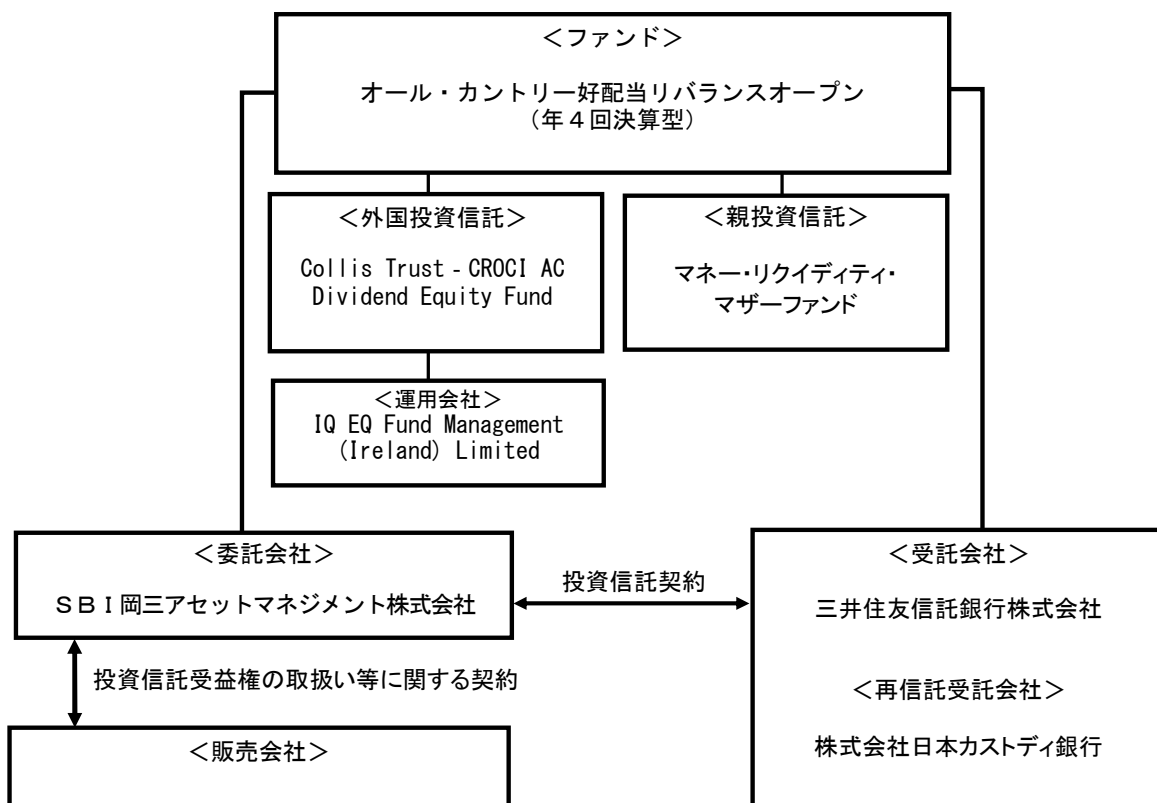 ＜ファンド＞
オール・カントリー好配当リバランスオープン
（年４回決算型）
＜外国投資信託＞
Collis Trust‐CROCI AC
Dividend Equity Fund
＜親投資信託＞
マネー・リクイディティ・
マザーファンド
＜運用会社＞
IQ EQ Fund Management
(Ireland) Limited
＜委託会社＞
ＳＢＩ岡三アセットマネジメント株式会社
投資信託契約
＜受託会社＞
三井住友信託銀行株式会社
＜再信託受託会社＞
株式会社日本カストディ銀行
投資信託受益権の取扱い等に関する契約
＜販売会社＞